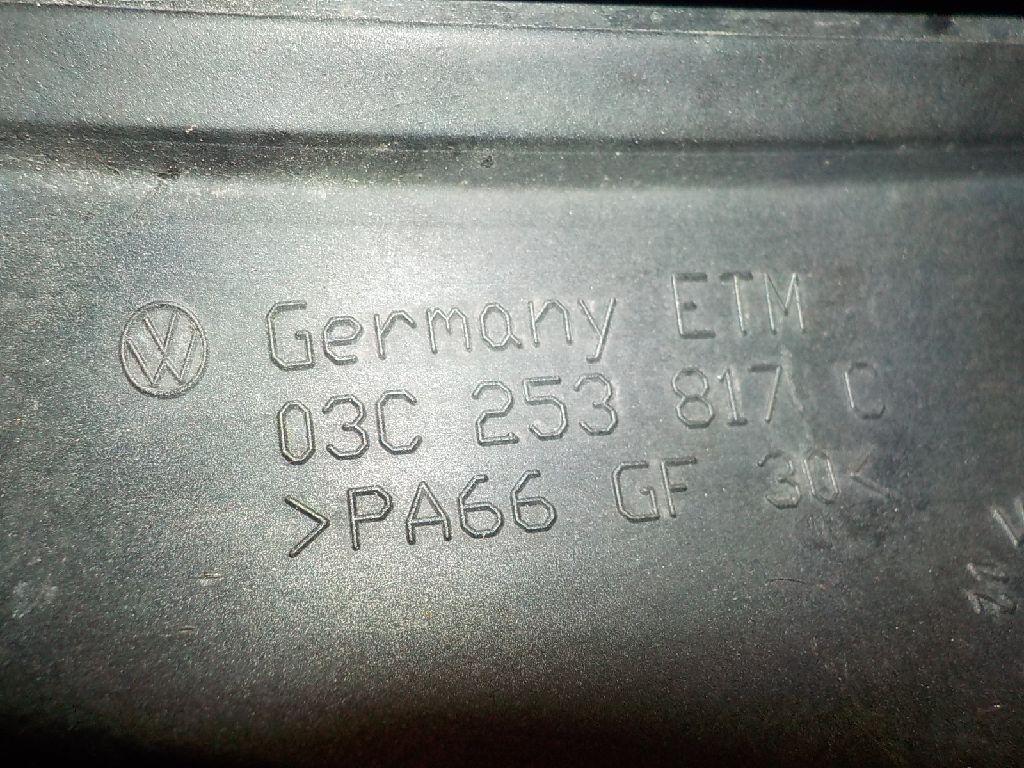 Germany ETM
03C 253 817 C
>PA66 GF 30<